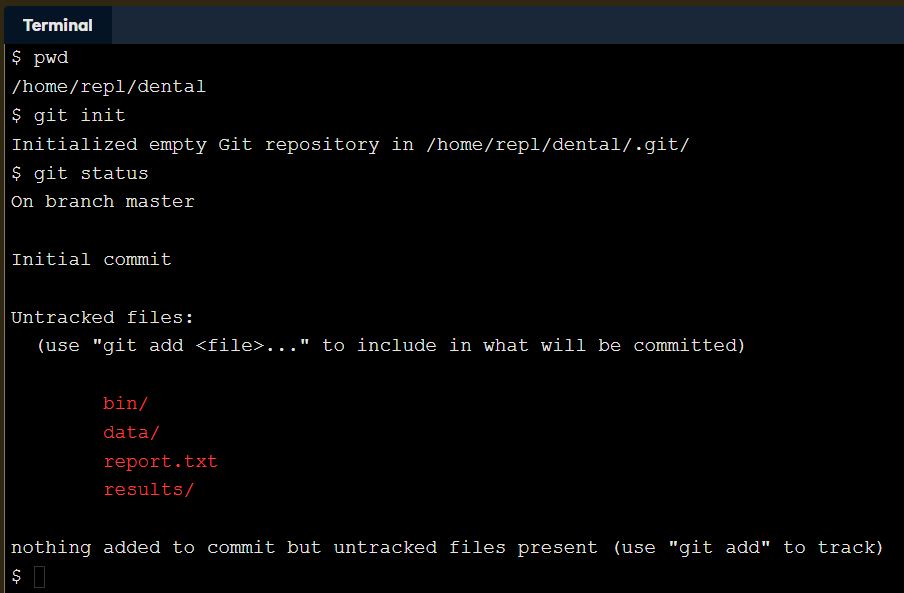 Terminal
$ pwd
/home/repl/dental
$ git init
Initialized empty Git repository in /home/repl/dental/.git/
$ git status
On branch master
Initial commit
Untracked files:
(use "git add <file>..." to include in what will be committed)
bin/
data/
report.txt
results/
nothing added to commit but untracked files present (use "git add" to track)
$